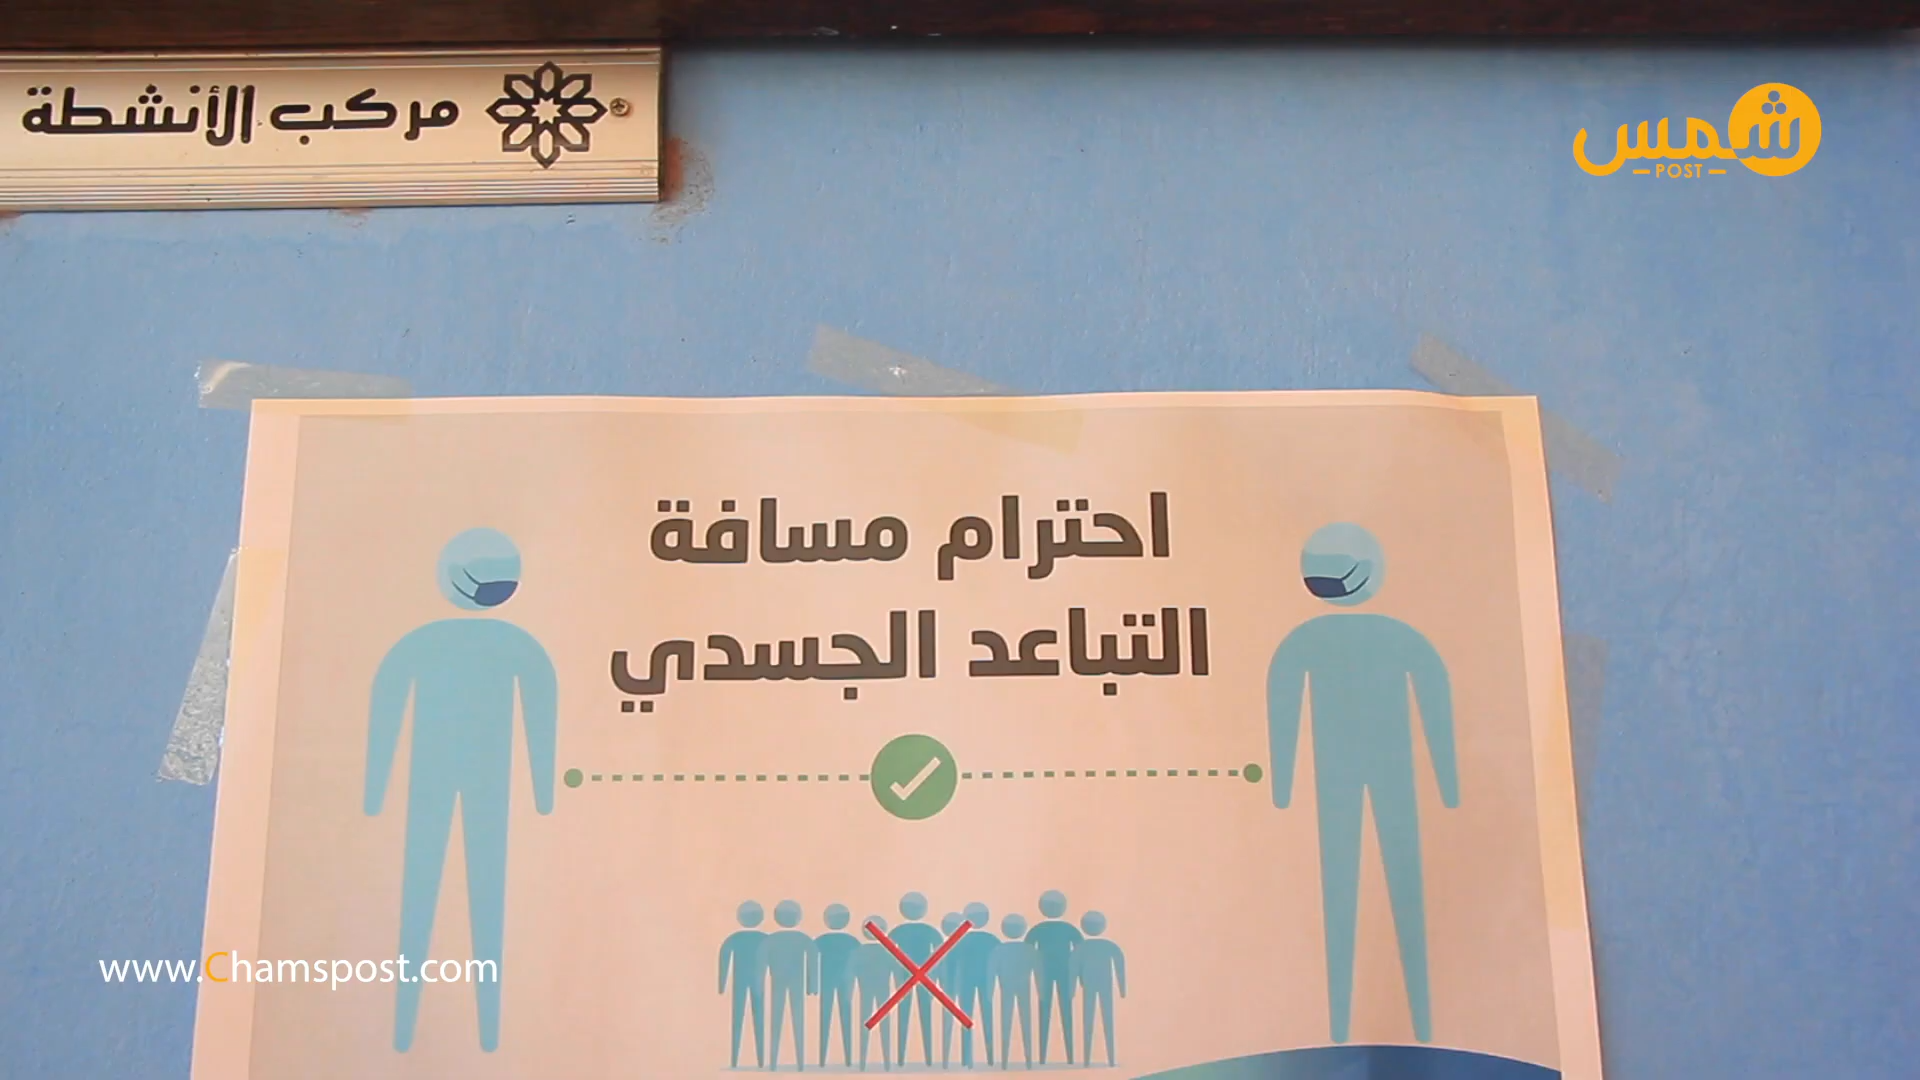 مركب الأنشطة
شمس
POST
احترام مسافة
التباعد الجسدي
www.Chamspost.com